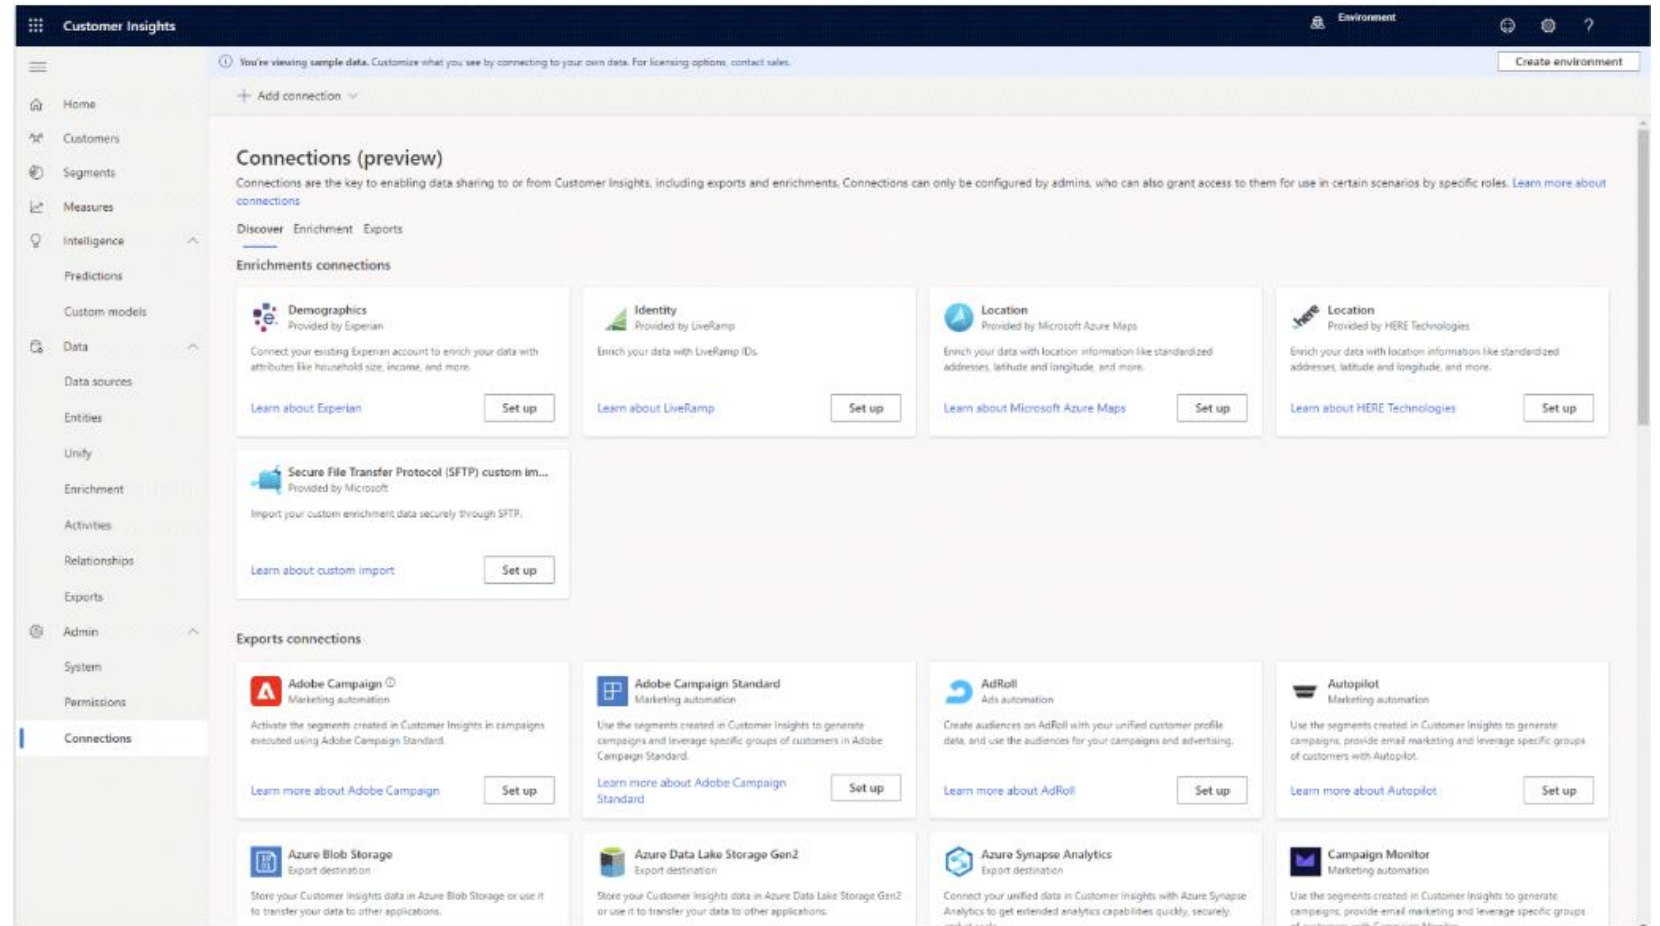 Customer Insights
Environment
?
You're viewing sample data. Customize what you see by connecting to your own data. For licensing options, contact sales.
Create environment
Add connection
Home
Customers
Segments
Measures
Intelligence
Predictions
Custom models
Data
Data sources
Entities
Unify
Enrichment
Activities
Relationships
Exports
Admin
System
Permissions
Connections
Connections (preview)
Connections are the key to enabling data sharing to or from Customer Insights, including exports and enrichments. Connections can only be configured by admins, who can also grant access to them for use in certain scenarios by specific roles. Learn more about
connections
Discover Enrichment Exports
Enrichments connections
Demographics
Provided by Experian
Connect your existing Experian account to enrich your data with
attributes like household size, income, and more.
Learn about Experian
Set up
Identity
Provided by LiveRamp
Enrich your data with LiveRamp IDs.
Learn about LiveRamp
Set up
Location
Provided by Microsoft Azure Maps
Enrich your data with location information like standardized
addresses, latitude and longitude, and more.
Learn about Microsoft Azure Maps
Set up
here
Location
Provided by HERE Technologies
Enrich your data with location information like standardized
addresses, latitude and longitude, and more.
Learn about HERE Technologies
Set up
Secure File Transfer Protocol (SFTP) custom im...
Provided by Microsoft
Import your custom enrichment data securely through SFTP.
Learn about custom import
Set up
Exports connections
Adobe Campaign
Marketing automation
Activate the segments created in Customer Insights in campaigns
executed using Adobe Campaign Standard.
Learn more about Adobe Campaign
Set up
Adobe Campaign Standard
Marketing automation
Use the segments created in Customer Insights to generate
campaigns and leverage specific groups of customers in Adobe
Campaign Standard.
Learn more about Adobe Campaign
Standard
Set up
AdRoll
Ads automation
Create audiences on AdRoll with your unified customer profile
data, and use the audiences for your campaigns and advertising.
Learn more about AdRoll
Set up
Autopilot
Marketing automation
Use the segments created in Customer Insights to generate
campaigns, provide email marketing and leverage specific groups
of customers with Autopilot.
Learn more about Autopilot
Set up
Azure Blob Storage
Export destination
Store your Customer Insights data in Azure Blob Storage or use it
to transfer your data to other applications.
Azure Data Lake Storage Gen2
Export destination
Store your Customer Insights data in Azure Data Lake Storage Gen2
or use it to transfer your data to other applications.
Azure Synapse Analytics
Export destination
Connect your unified data in Customer Insights with Azure Synapse
Analytics to get extended analytics capabilities quickly, securely,
Campaign Monitor
Marketing automation
Use the segments created in Customer Insights to generate
campaigns, provide email marketing and leverage specific groups
of customers with Campaign Monitor.